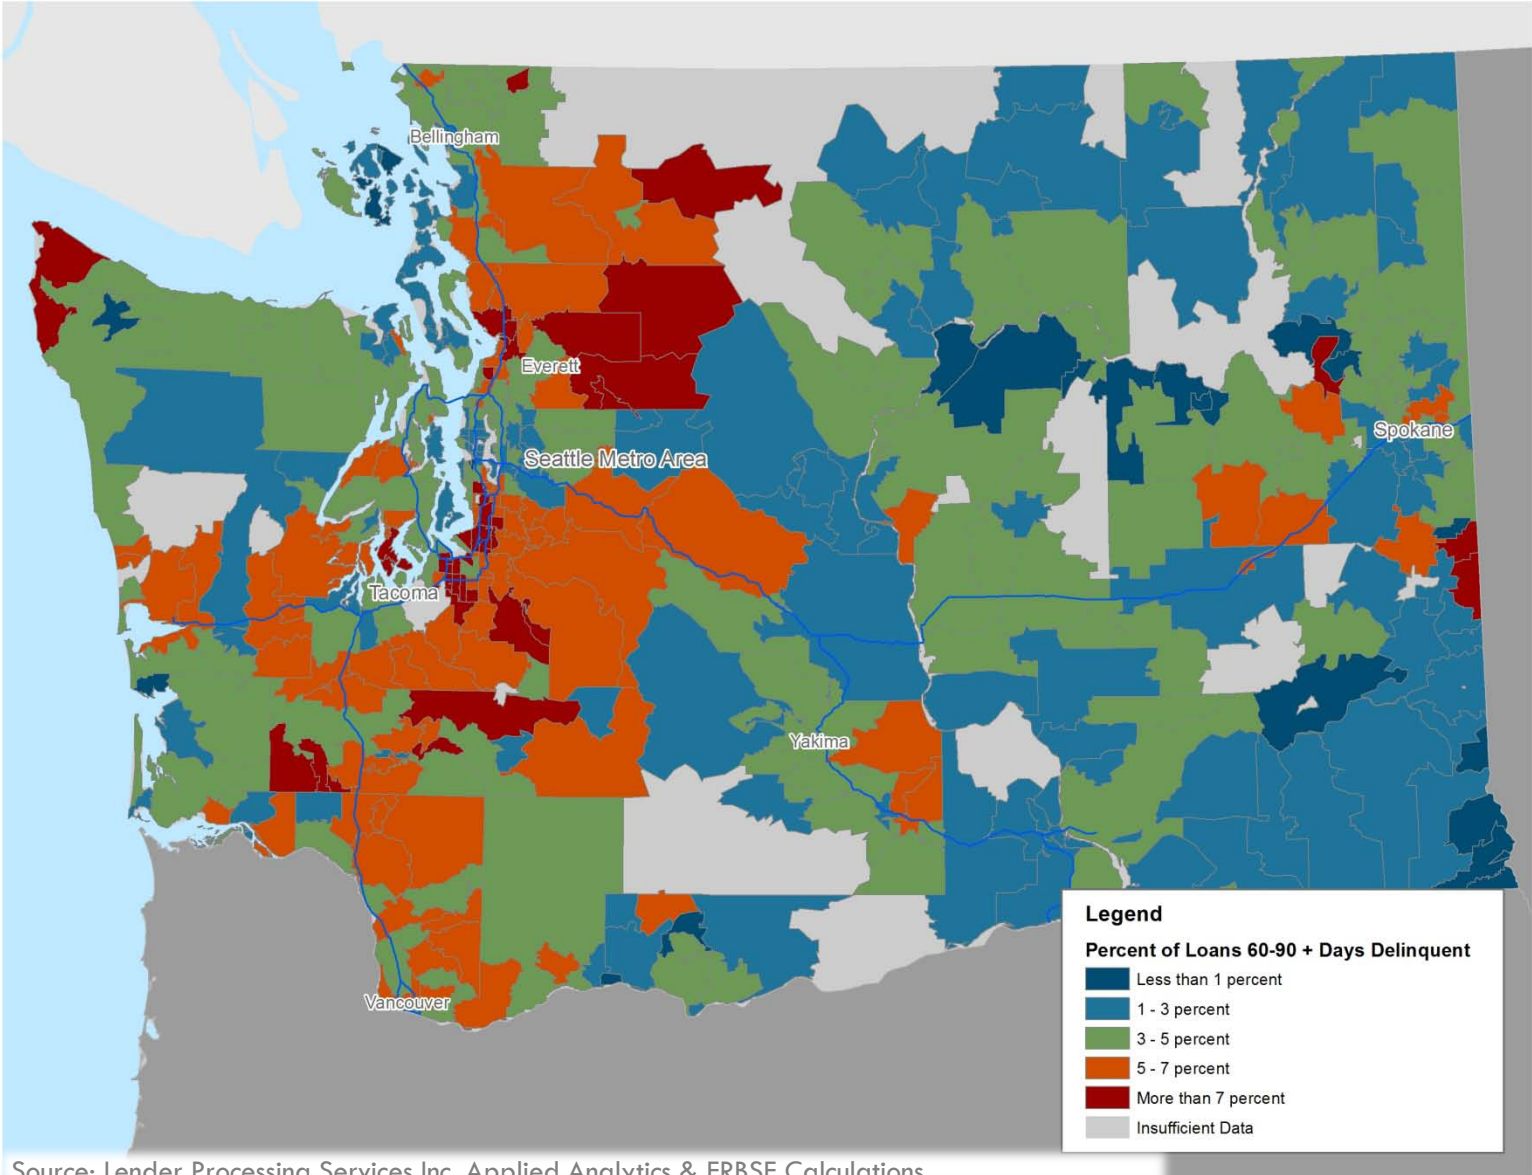 Bellingham
Everett
Seattle Metro Area
Spokane
Tacoma
Yakima
Vancouver
Legend
Percent of Loans 60-90 + Days Delinquent
Less than 1 percent
1 - 3 percent
3 - 5 percent
5 - 7 percent
More than 7 percent
Insufficient Data
Source: Lender Processing Services Inc. Applied Analytics & FRBSF Calculations